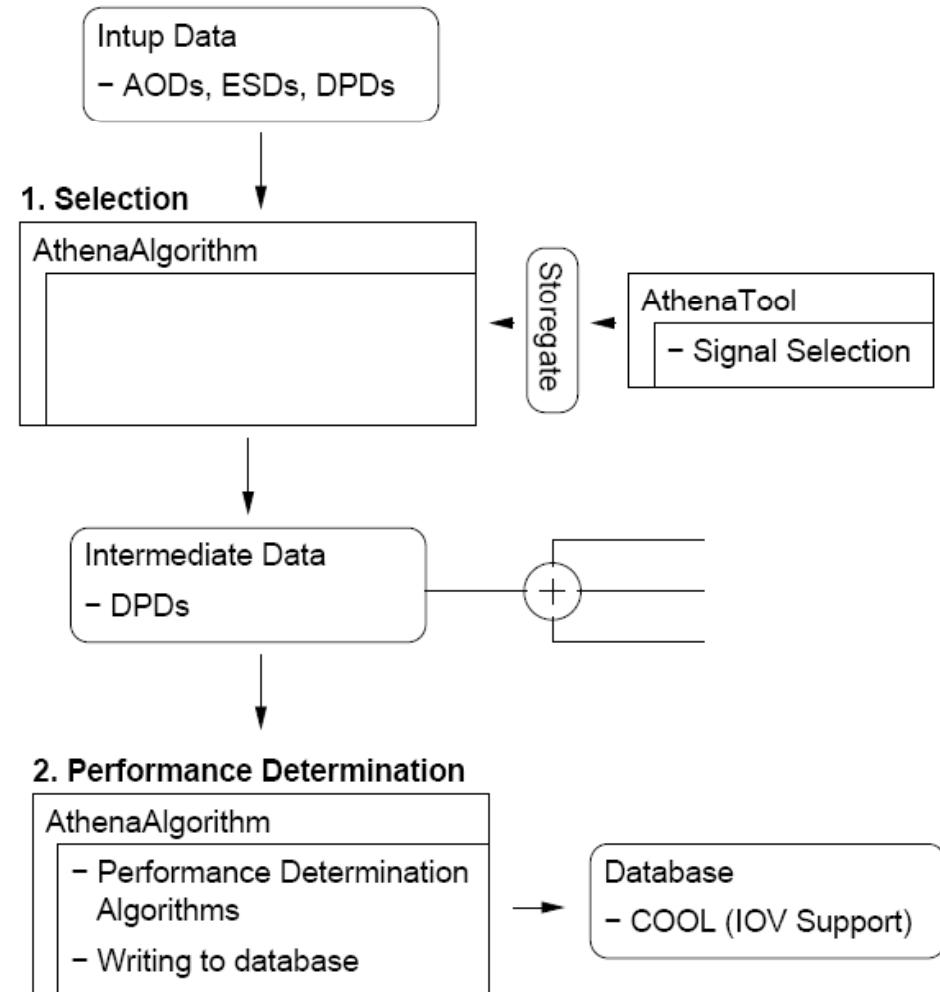 Intup Data
– AODs, ESDs, DPDs
1. Selection
AthenaAlgorithm
Storegate
AthenaTool
– Signal Selection
Intermediate Data
– DPDs
+
2. Performance Determination
AthenaAlgorithm
– Performance Determination
Algorithms
– Writing to database
Database
– COOL (IOV Support)